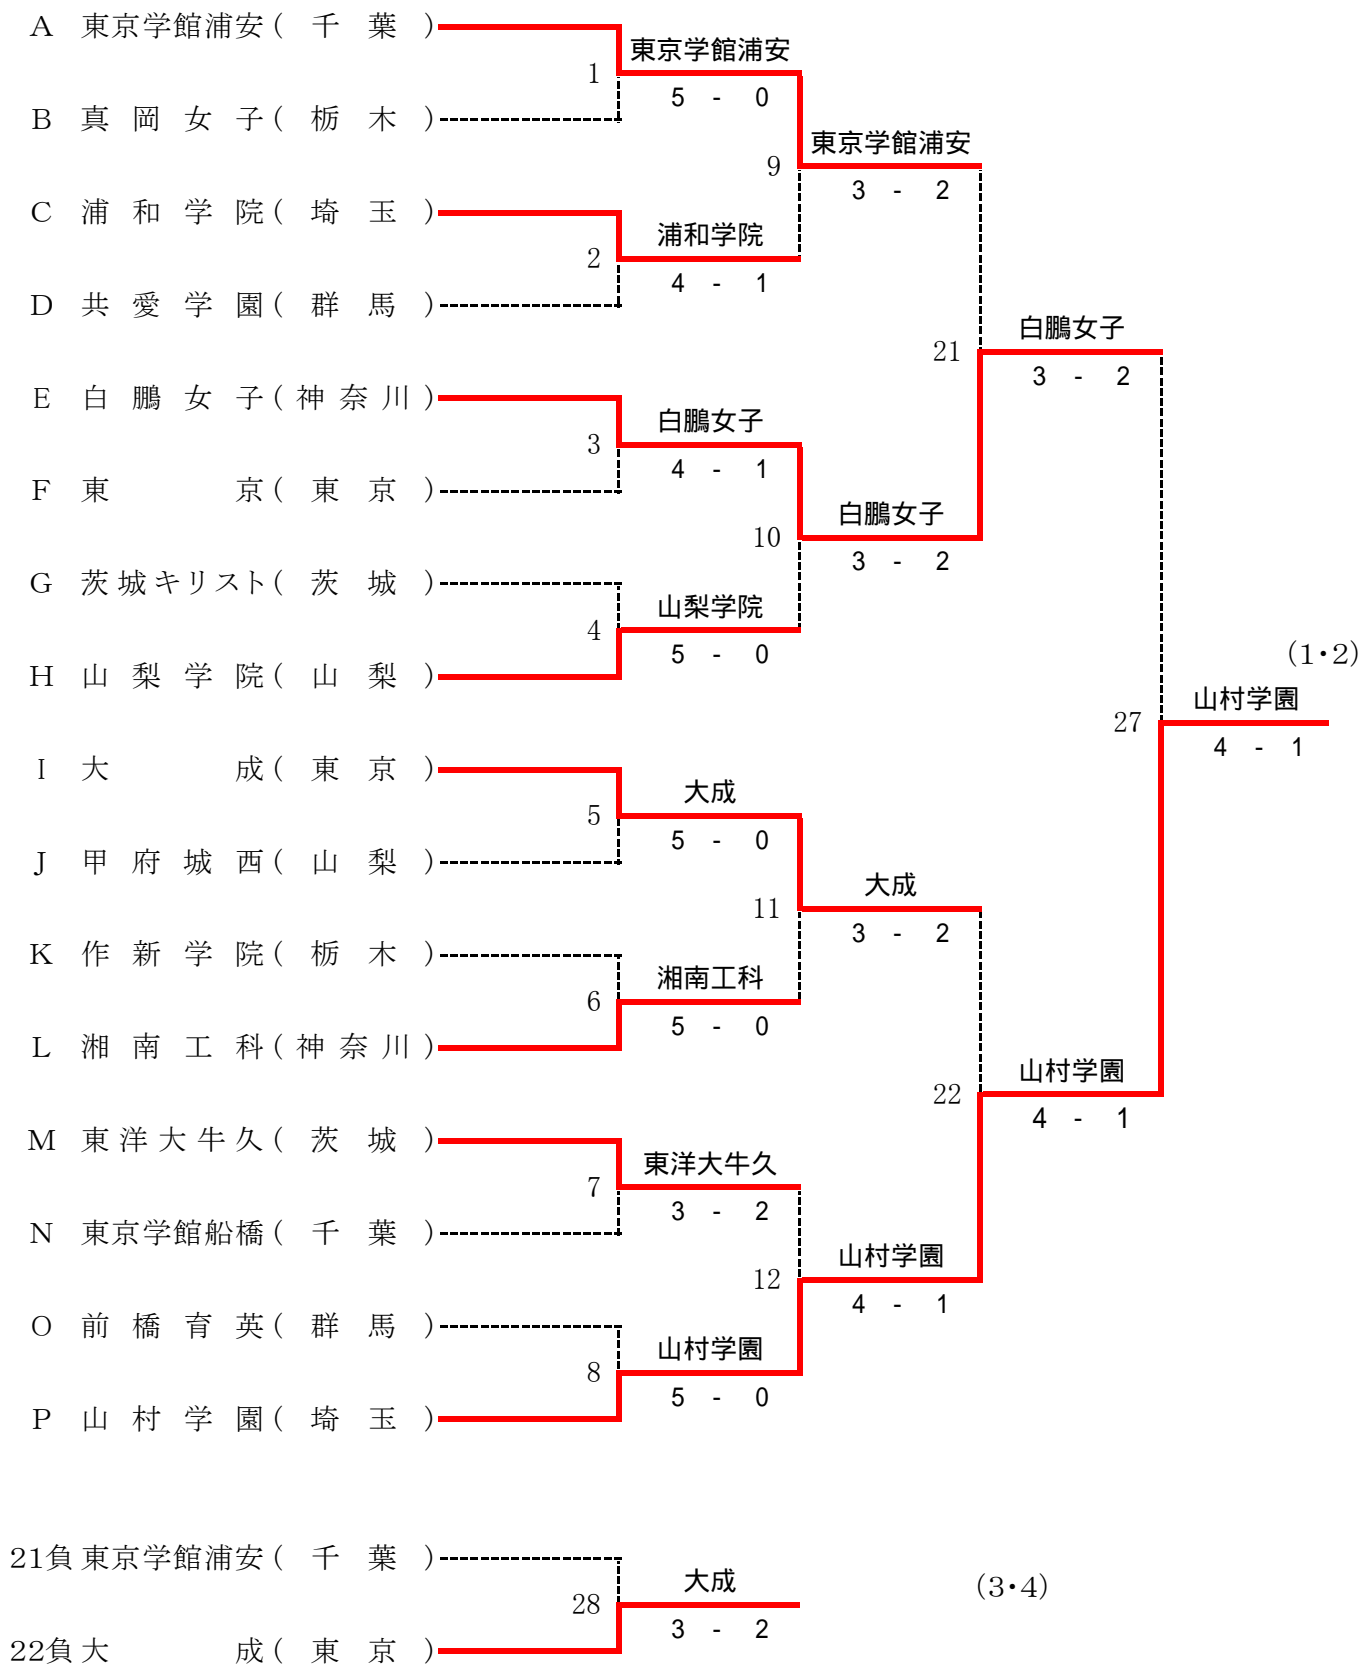 A 東京学館浦安( 千 葉 )
東京学館浦安
1
5 - 0
B 真岡女子( 栃 木 )
東京学館浦安
9
3 - 2
C 浦和学院( 埼 玉 )
浦和学院
2
4 - 1
D 共愛学園( 群 馬 )
白鵬女子
21
3 - 2
E 白鵬女子( 神奈川 )
白鵬女子
3
4 - 1
F 東 京( 東 京 )
白鵬女子
10
3 - 2
G 茨城キリスト( 茨 城 )
山梨学院
4
5 - 0
H 山梨学院( 山 梨 )
(1・2)
山村学園
27
4 - 1
I 大 成( 東 京 )
大成
5
5 - 0
J 甲府城西( 山 梨 )
大成
11
3 - 2
K 作新学院( 栃 木 )
湘南工科
6
5 - 0
L 湘南工科( 神奈川 )
山村学園
22
4 - 1
M 東洋大牛久( 茨 城 )
東洋大牛久
7
3 - 2
N 東京学館船橋( 千 葉 )
山村学園
12
4 - 1
O 前橋育英( 群 馬 )
山村学園
8
5 - 0
P 山村学園( 埼 玉 )
21負 東京学館浦安( 千 葉 )
大成
(3・4)
28
3 - 2
22負 大 成( 東 京 )